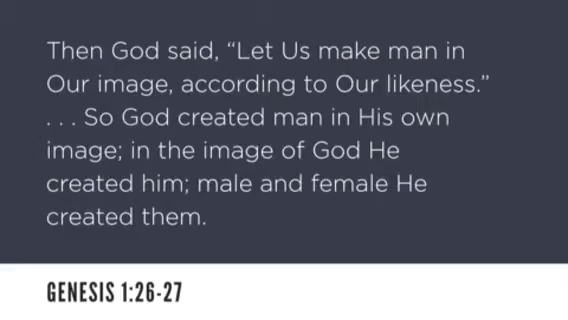 Then God said, “Let Us make man in
Our image, according to Our likeness.”
. . . So God created man in His own
image; in the image of God He
created him; male and female He
created them.
GENESIS 1:26-27